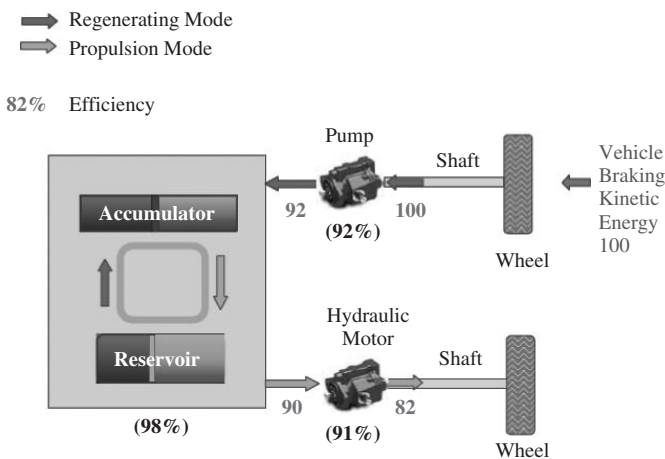 Regenerating Mode
Propulsion Mode
82% Efficiency
Pump
Shaft
Vehicle
Braking
Kinetic
Energy
100
Accumulator
92
100
(92%)
Wheel
Reservoir
Hydraulic
Motor
Shaft
90
82
(98%)
(91%)
Wheel